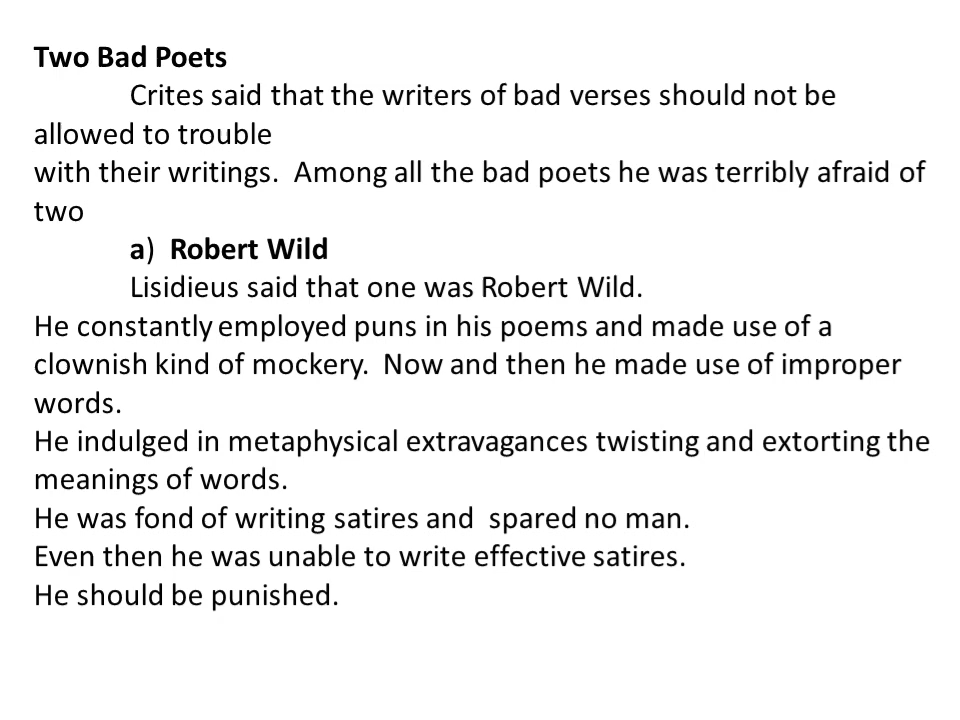 Two Bad Poets
Crites said that the writers of bad verses should not be
allowed to trouble
with their writings.  Among all the bad poets he was terribly afraid of
two
a)  Robert Wild
Lisidieus said that one was Robert Wild.
He constantly employed puns in his poems and made use of a
clownish kind of mockery.  Now and then he made use of improper
words.
He indulged in metaphysical extravagances twisting and extorting the
meanings of words.
He was fond of writing satires and  spared no man.
Even then he was unable to write effective satires.
He should be punished.